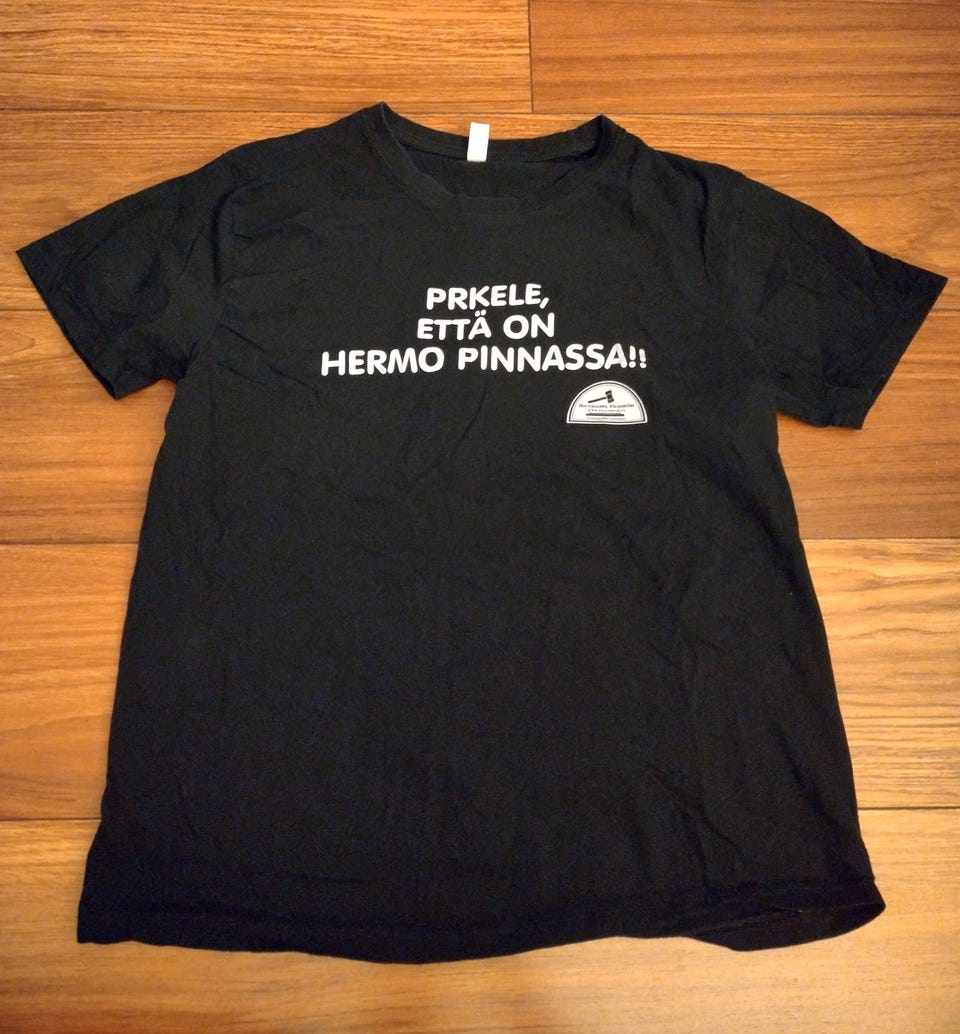 PRKELE,
ETTÄ ON
HERMO PINNASSA!!